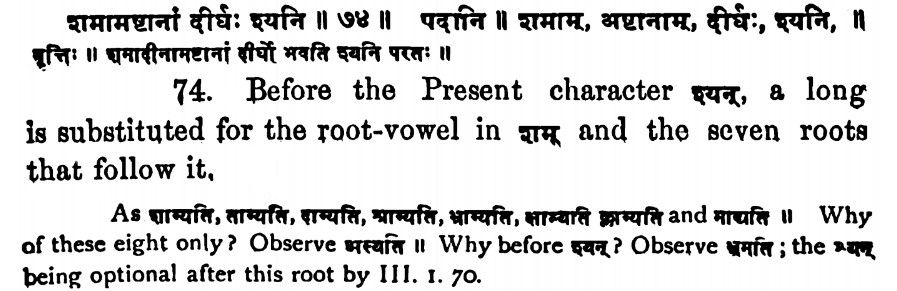 शमामष्टानां दीर्घः श्यनि ॥ ७४ ॥ पदानि ॥ शमाम्, अष्टानाम्, दीर्घः, श्यनि, ॥
वृत्तिः ॥ शमादीनामष्टानां दीर्घो भवति श्यनि परतः ॥
74. Before the Present character श्यन्, a long
is substituted for the root-vowel in शम् and the seven roots
that follow it.
As शाम्यति, ताम्यति, दाम्यति, श्राम्यति, भ्राम्यति, क्षाम्यति क्लाम्यति and माद्यति ॥ Why
of these eight only? Observe अस्यति ॥ Why before श्यन्? Observe भ्रमति; the श्यन्
being optional after this root by III. 1. 70.